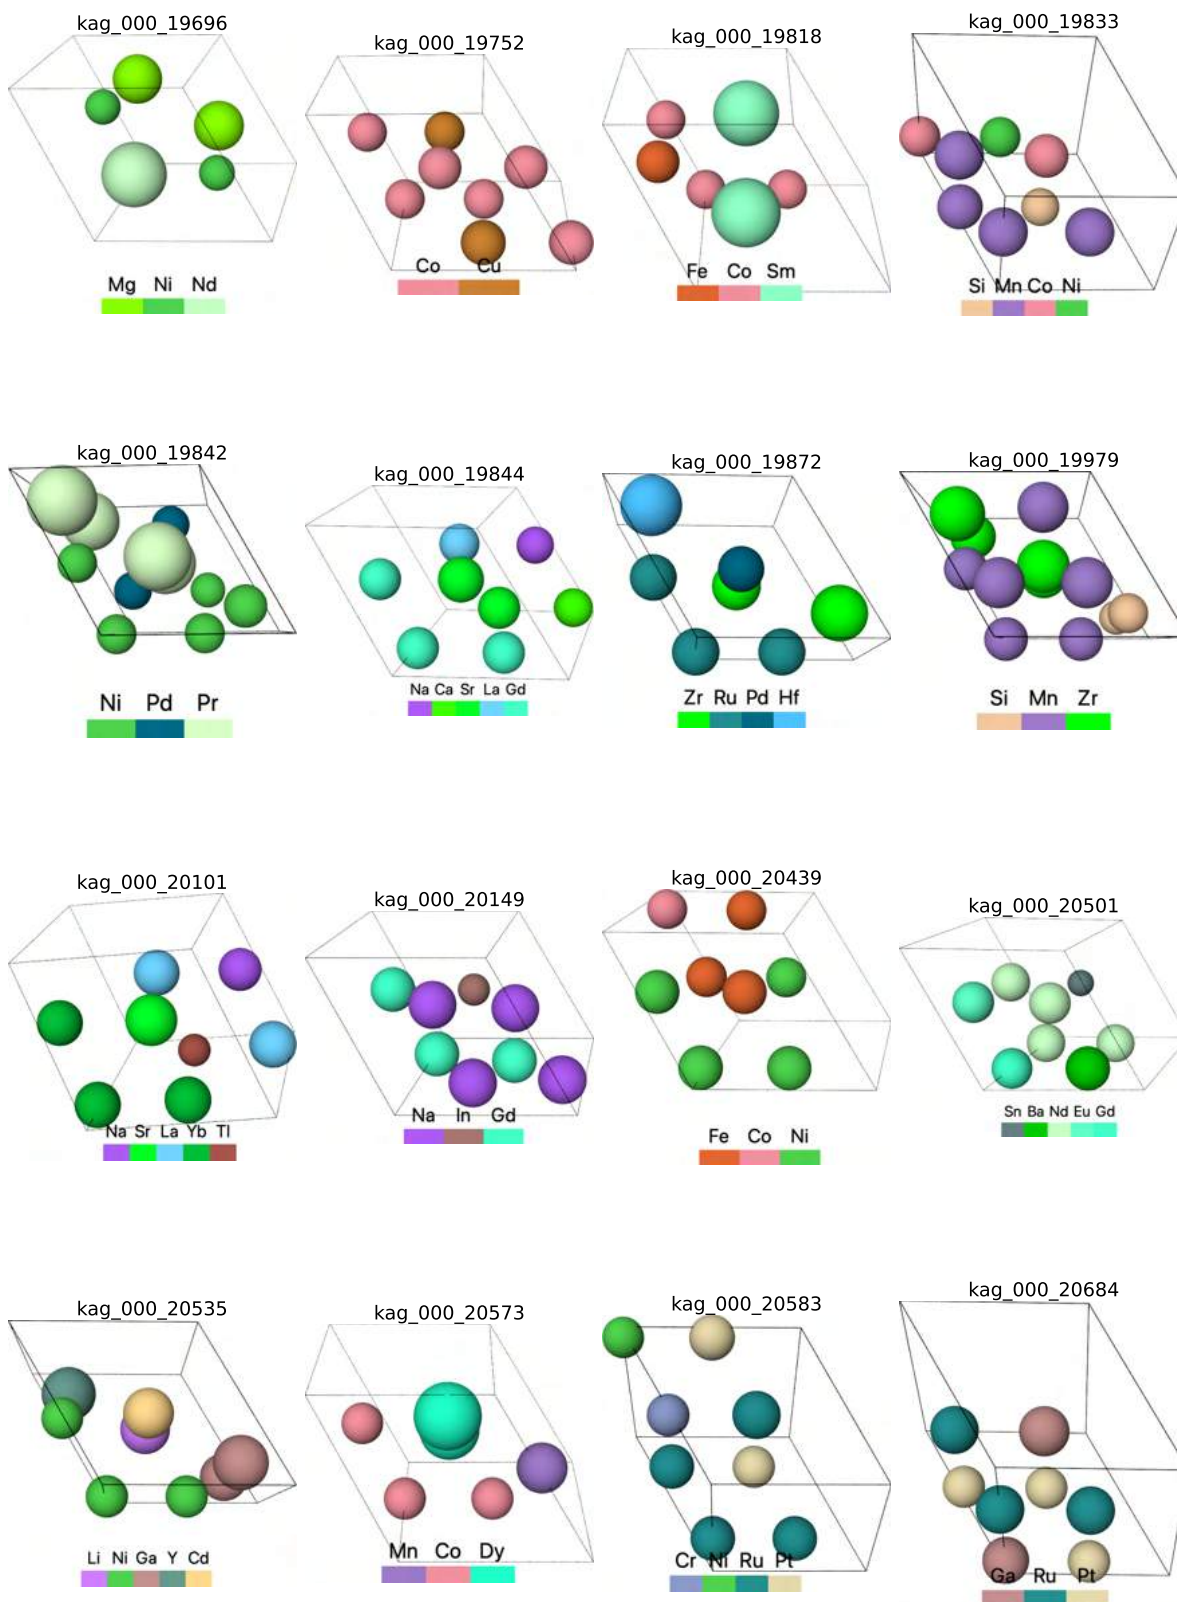 kag_000_19696
kag_000_19752
kag_000_19818
kag_000_19833
Mg Ni Nd
Co Cu
Fe Co Sm
Si Mn Co Ni
kag_000_19842
kag_000_19844
kag_000_19872
kag_000_19979
Ni Pd Pr
Na Ca Sr La Gd
Zr Ru Pd Hf
Si Mn Zr
kag_000_20101
kag_000_20149
kag_000_20439
kag_000_20501
Na Sr La Yb Tl
Na In Gd
Fe Co Ni
Sn Ba Nd Eu Gd
kag_000_20535
kag_000_20573
kag_000_20583
kag_000_20684
Li Ni Ga Y Cd
Mn Co Dy
Cr Ni Ru Pt
Ga Ru Pt